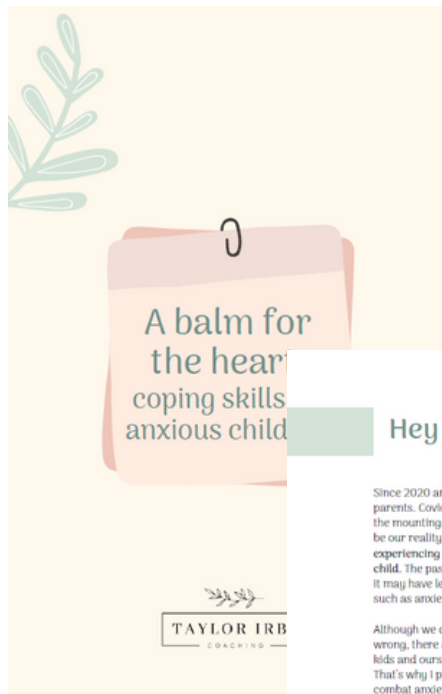 A balm for
the heart
coping skills
anxious child
TAYLOR IRB
COACHING
Hey
Since 2020 an
parents. Covi
the mounting
be our reality
experiencing
child. The pas
it may have le
such as anxie
Although we c
wrong, there a
kids and ours
That's why I p
combat anxie